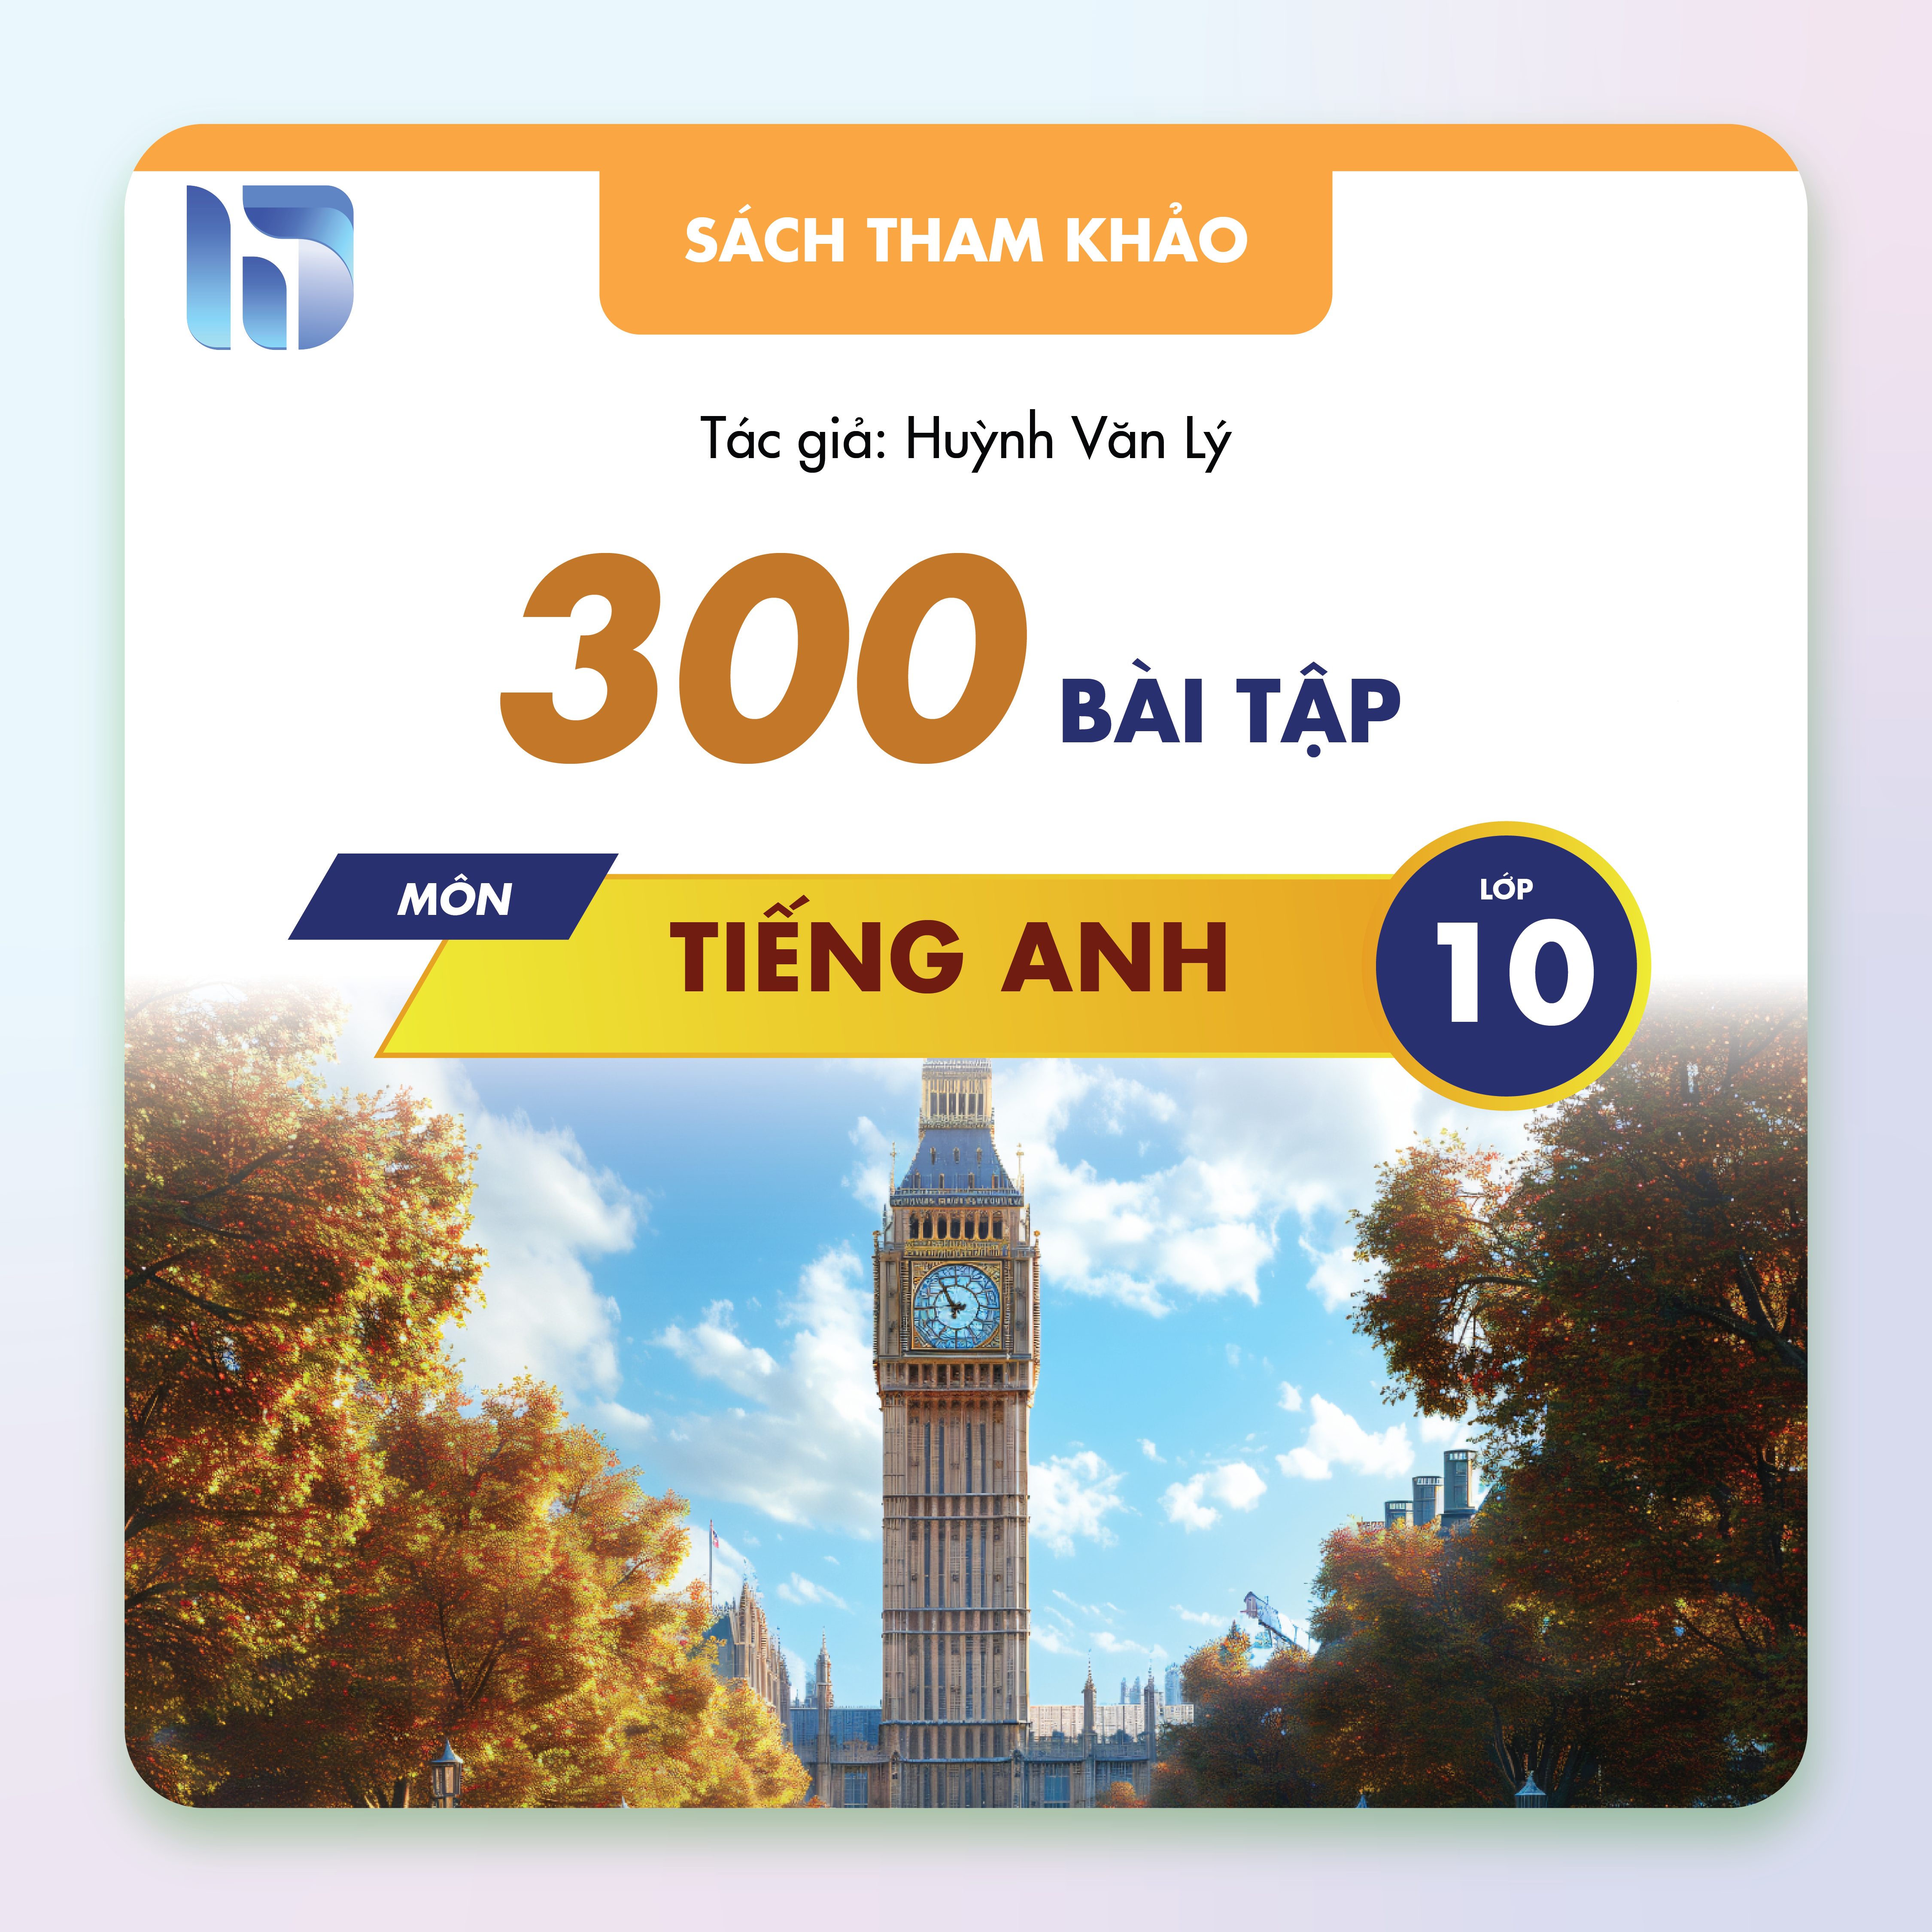 SÁCH THAM KHẢO
Tác giả: Huỳnh Văn Lý
300 BÀI TẬP
MÔN
TIẾNG ANH
LỚP
10